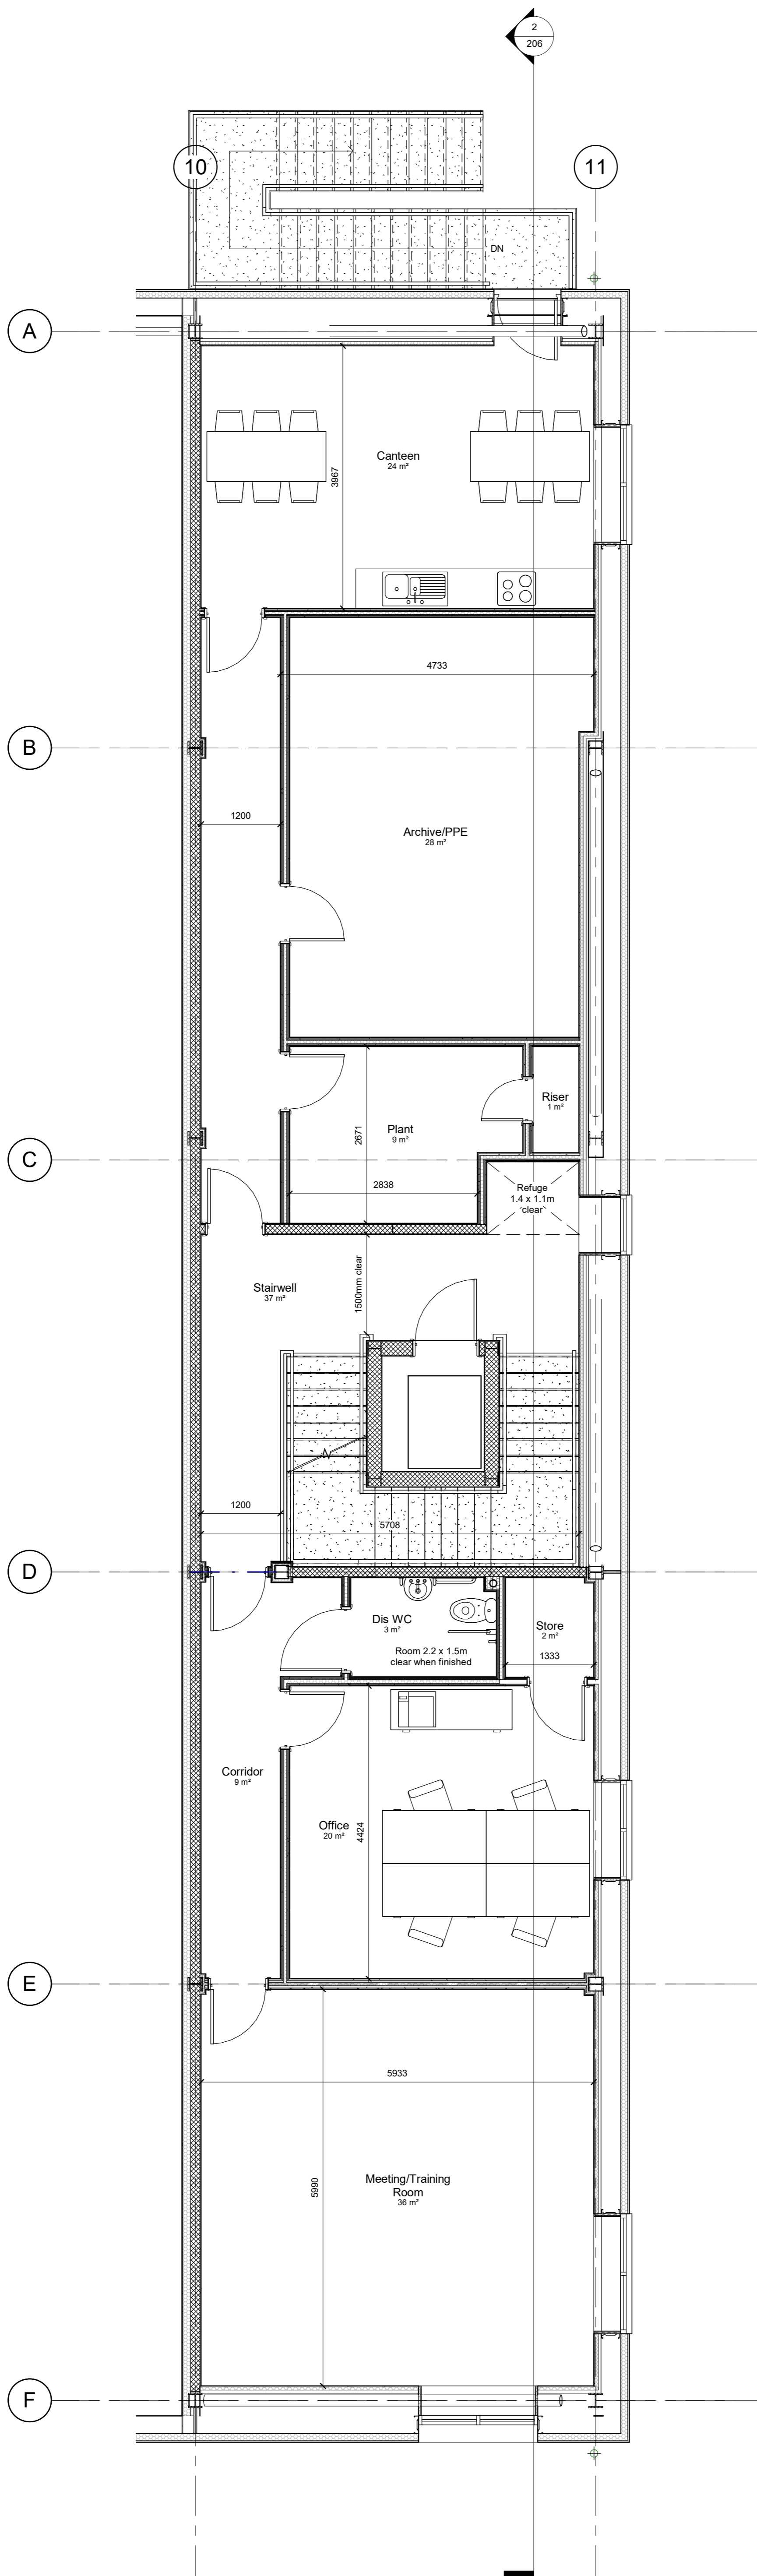 2
206
10
11
DN
A
Canteen
24 m²
3967
4733
B
1200
Archive/PPE
28 m²
Riser
1 m²
Plant
9 m²
2671
C
2838
Refuge
1.4 x 1.1m
clear
Stairwell
37 m²
1500mm clear
1200
5708
D
Dis WC
3 m²
Room 2.2 x 1.5m
clear when finished
Store
2 m²
1333
Corridor
9 m²
Office
20 m²
4424
E
5933
5990
Meeting/Training
Room
36 m²
F